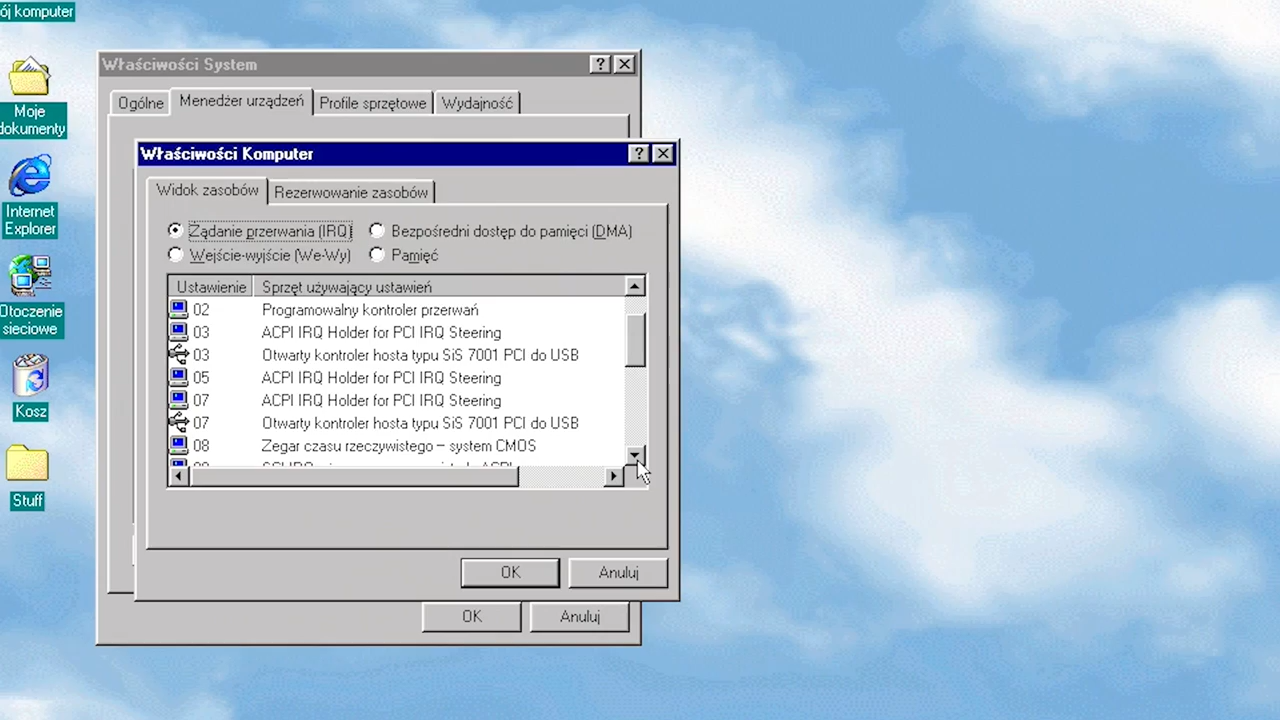 ój komputer
Moje
dokumenty
Internet
Explorer
Otoczenie
sieciowe
Kosz
Stuff
Właściwości System
Ogólne
Menedżer urządzeń
Profile sprzętowe
Wydajność
Właściwości Komputer
Widok zasobów
Rezerwowanie zasobów
Żądanie przerwania (IRQ)
Bezpośredni dostęp do pamięci (DMA)
Wejście-wyjście (We-Wy)
Pamięć
Ustawienie Sprzęt używający ustawień
02 Programowalny kontroler przerwań
03 ACPI IRQ Holder for PCI IRQ Steering
03 Otwarty kontroler hosta typu SiS 7001 PCI do USB
05 ACPI IRQ Holder for PCI IRQ Steering
07 ACPI IRQ Holder for PCI IRQ Steering
07 Otwarty kontroler hosta typu SiS 7001 PCI do USB
08 Zegar czasu rzeczywistego – system CMOS
OK
Anuluj
OK
Anuluj